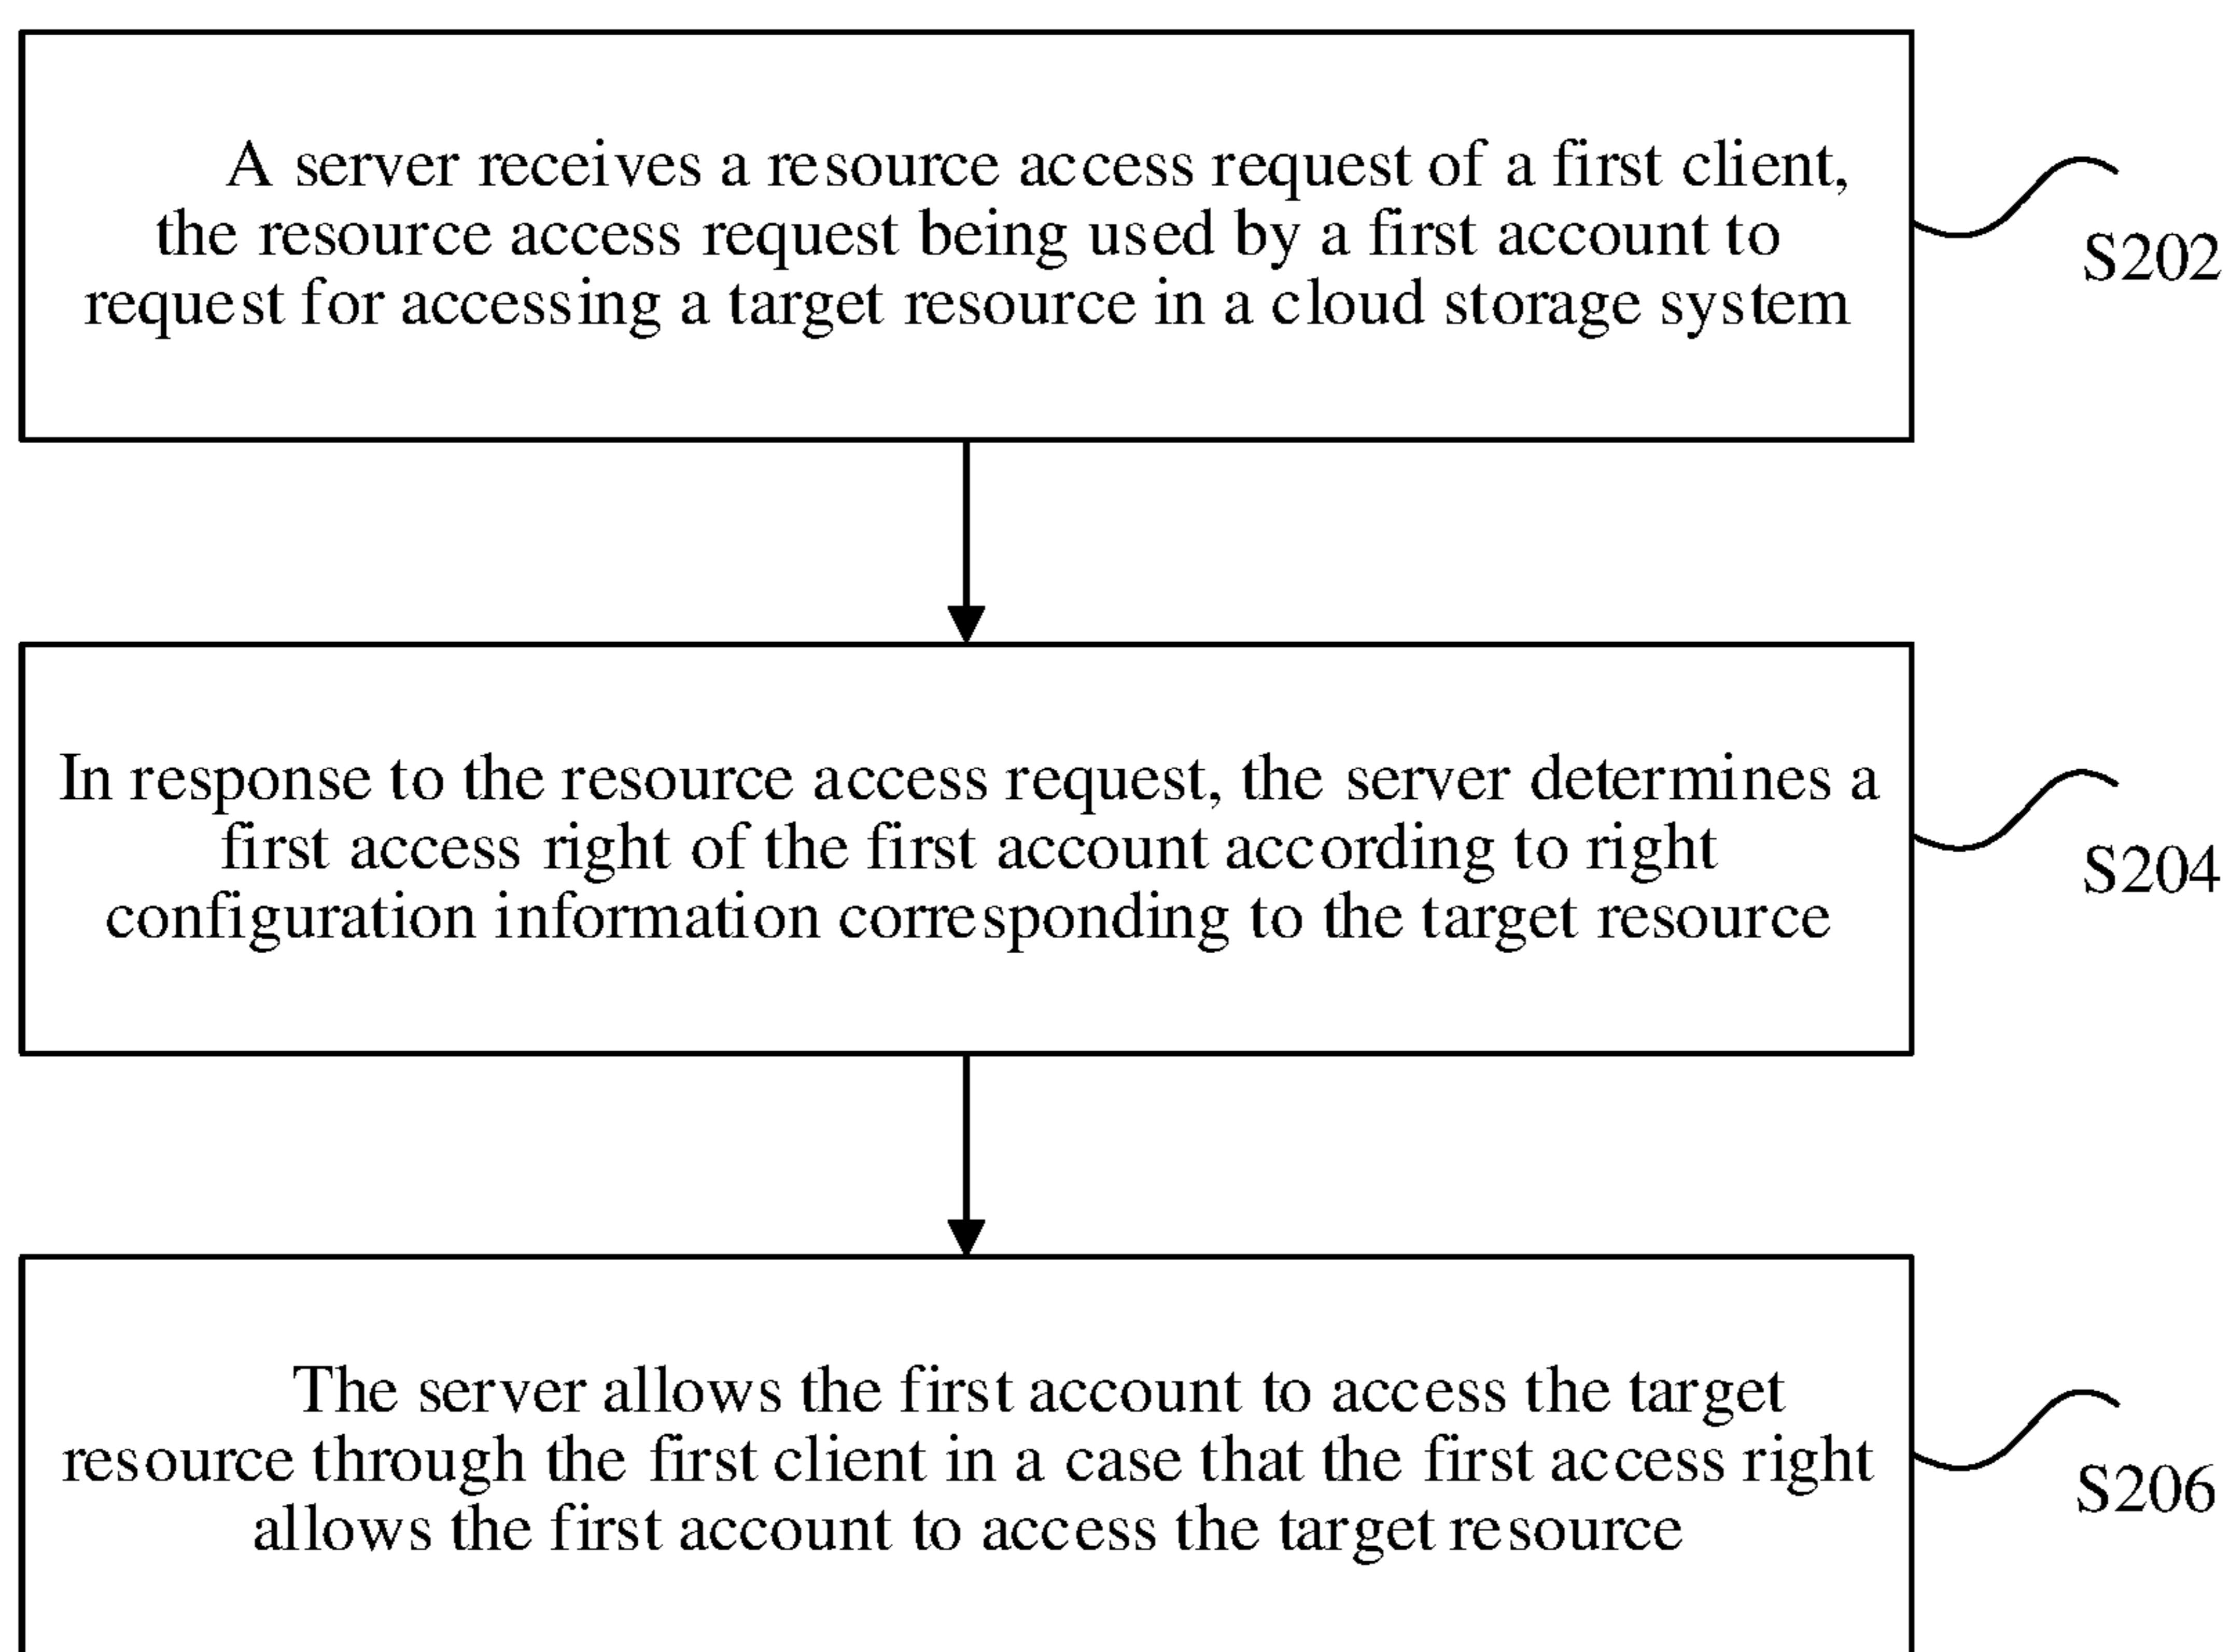 A server receives a resource access request of a first client,
the resource access request being used by a first account to
request for accessing a target resource in a cloud storage system
S202
In response to the resource access request, the server determines a
first access right of the first account according to right
configuration information corresponding to the target resource
S204
The server allows the first account to access the target
resource through the first client in a case that the first access right
allows the first account to access the target resource
S206